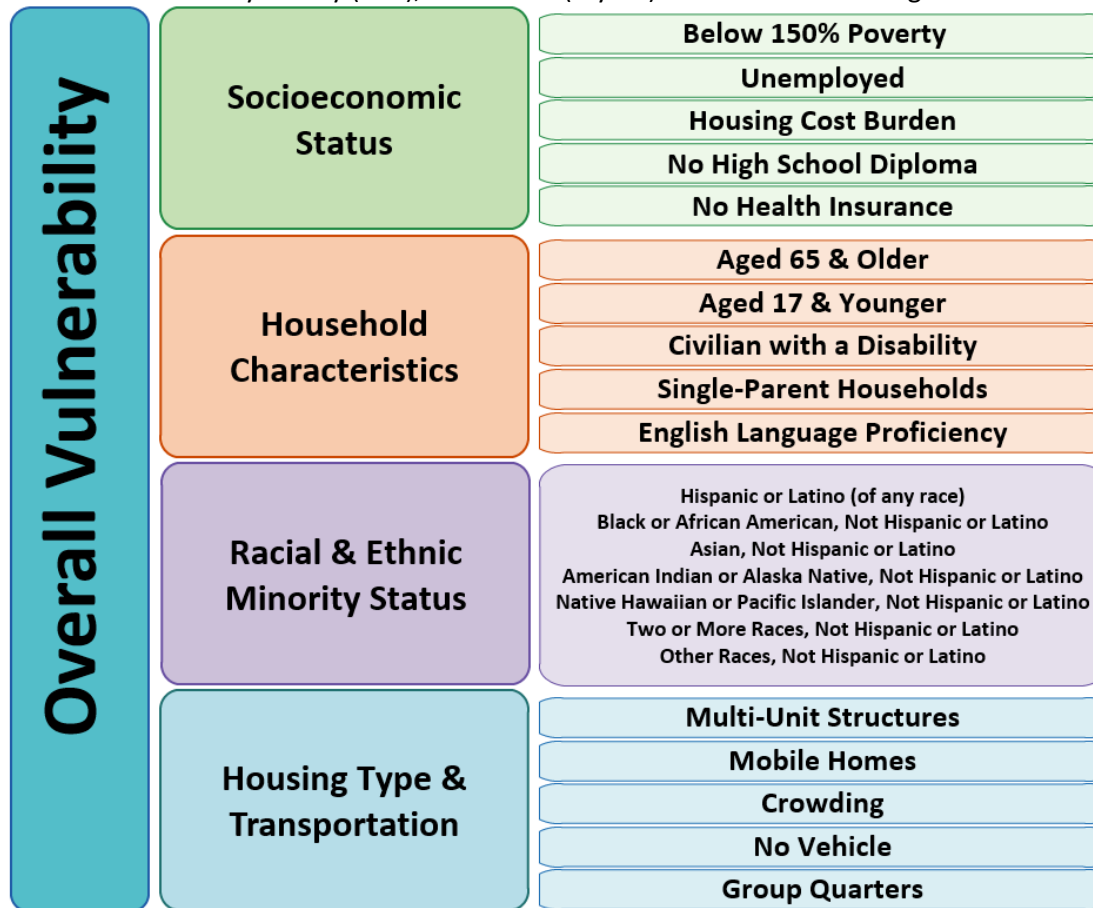 Overall Vulnerability
Socioeconomic
Status
Below 150% Poverty
Unemployed
Housing Cost Burden
No High School Diploma
No Health Insurance
Household
Characteristics
Aged 65 & Older
Aged 17 & Younger
Civilian with a Disability
Single-Parent Households
English Language Proficiency
Racial & Ethnic
Minority Status
Hispanic or Latino (of any race)
Black or African American, Not Hispanic or Latino
Asian, Not Hispanic or Latino
American Indian or Alaska Native, Not Hispanic or Latino
Native Hawaiian or Pacific Islander, Not Hispanic or Latino
Two or More Races, Not Hispanic or Latino
Other Races, Not Hispanic or Latino
Housing Type &
Transportation
Multi-Unit Structures
Mobile Homes
Crowding
No Vehicle
Group Quarters